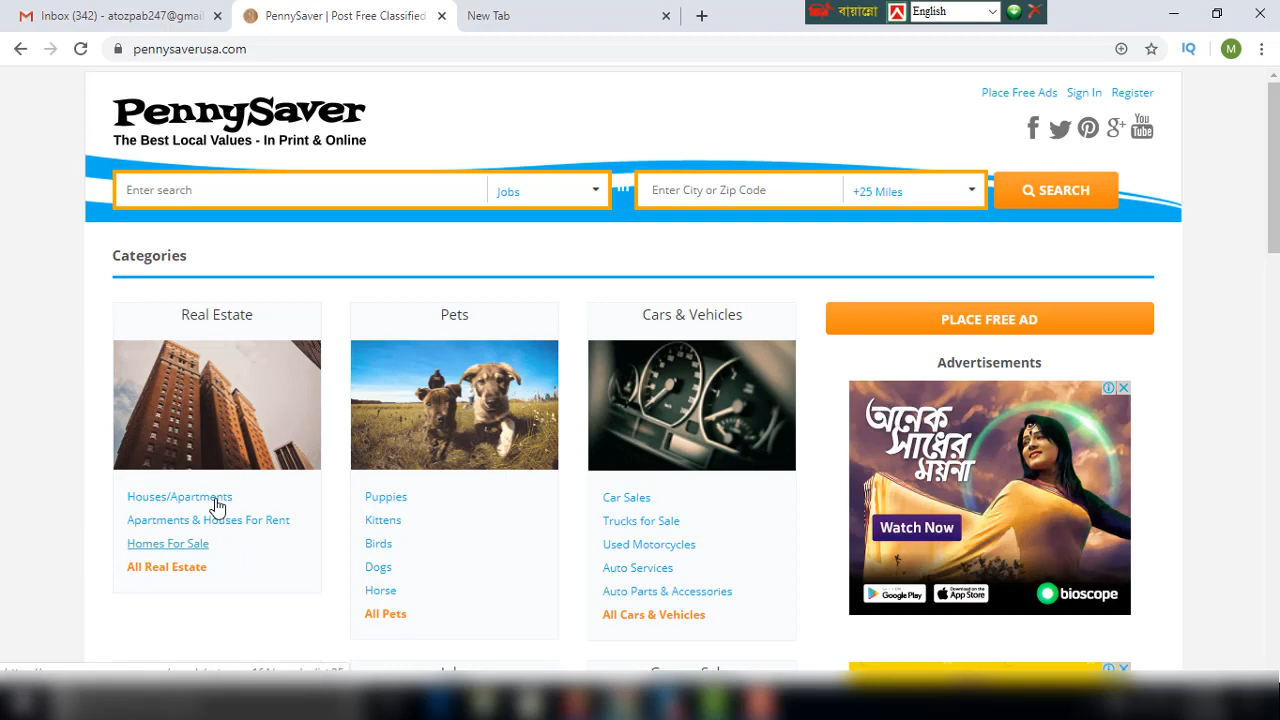 Inbox (342) - asad6247@gmail
PennySaver | Post Free Classified
New Tab
বায়ান্নো
English
pennysaverusa.com
IQ
M
PennySaver
The Best Local Values - In Print & Online
Place Free Ads Sign In Register
You Tube
Enter search
Jobs
in
Enter City or Zip Code
+25 Miles
SEARCH
Categories
Real Estate
Pets
Cars & Vehicles
PLACE FREE AD
Advertisements
Houses/Apartments
Apartments & Houses For Rent
Homes For Sale
All Real Estate
Puppies
Kittens
Birds
Dogs
Horse
All Pets
Car Sales
Trucks for Sale
Used Motorcycles
Auto Services
Auto Parts & Accessories
All Cars & Vehicles
অনেক
সাধের
ময়না
Watch Now
Google Play
App Store
bioscope